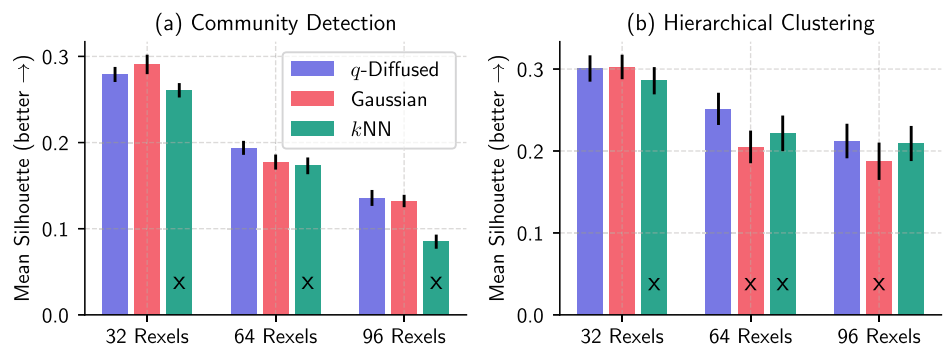 (a) Community Detection
Mean Silhouette (better →)
0.3
0.2
0.1
0.0
q-Diffused
Gaussian
kNN
x
x
x
32 Rexels
64 Rexels
96 Rexels
(b) Hierarchical Clustering
Mean Silhouette (better →)
0.3
0.2
0.1
0.0
x
x
x
x
32 Rexels
64 Rexels
96 Rexels